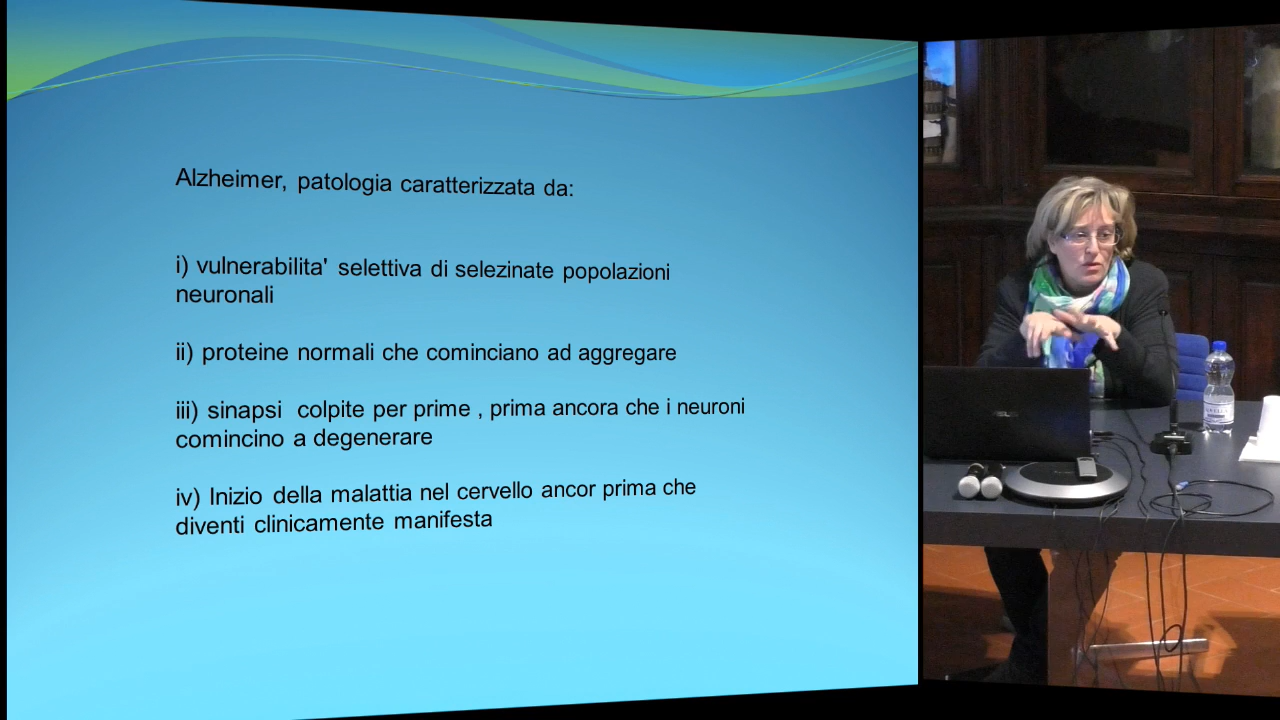 Alzheimer, patologia caratterizzata da:
i) vulnerabilita' selettiva di selezinate popolazioni
neuronali
ii) proteine normali che cominciano ad aggregare
iii) sinapsi colpite per prime , prima ancora che i neuroni
comincino a degenerare
iv) Inizio della malattia nel cervello ancor prima che
diventi clinicamente manifesta
ASUS